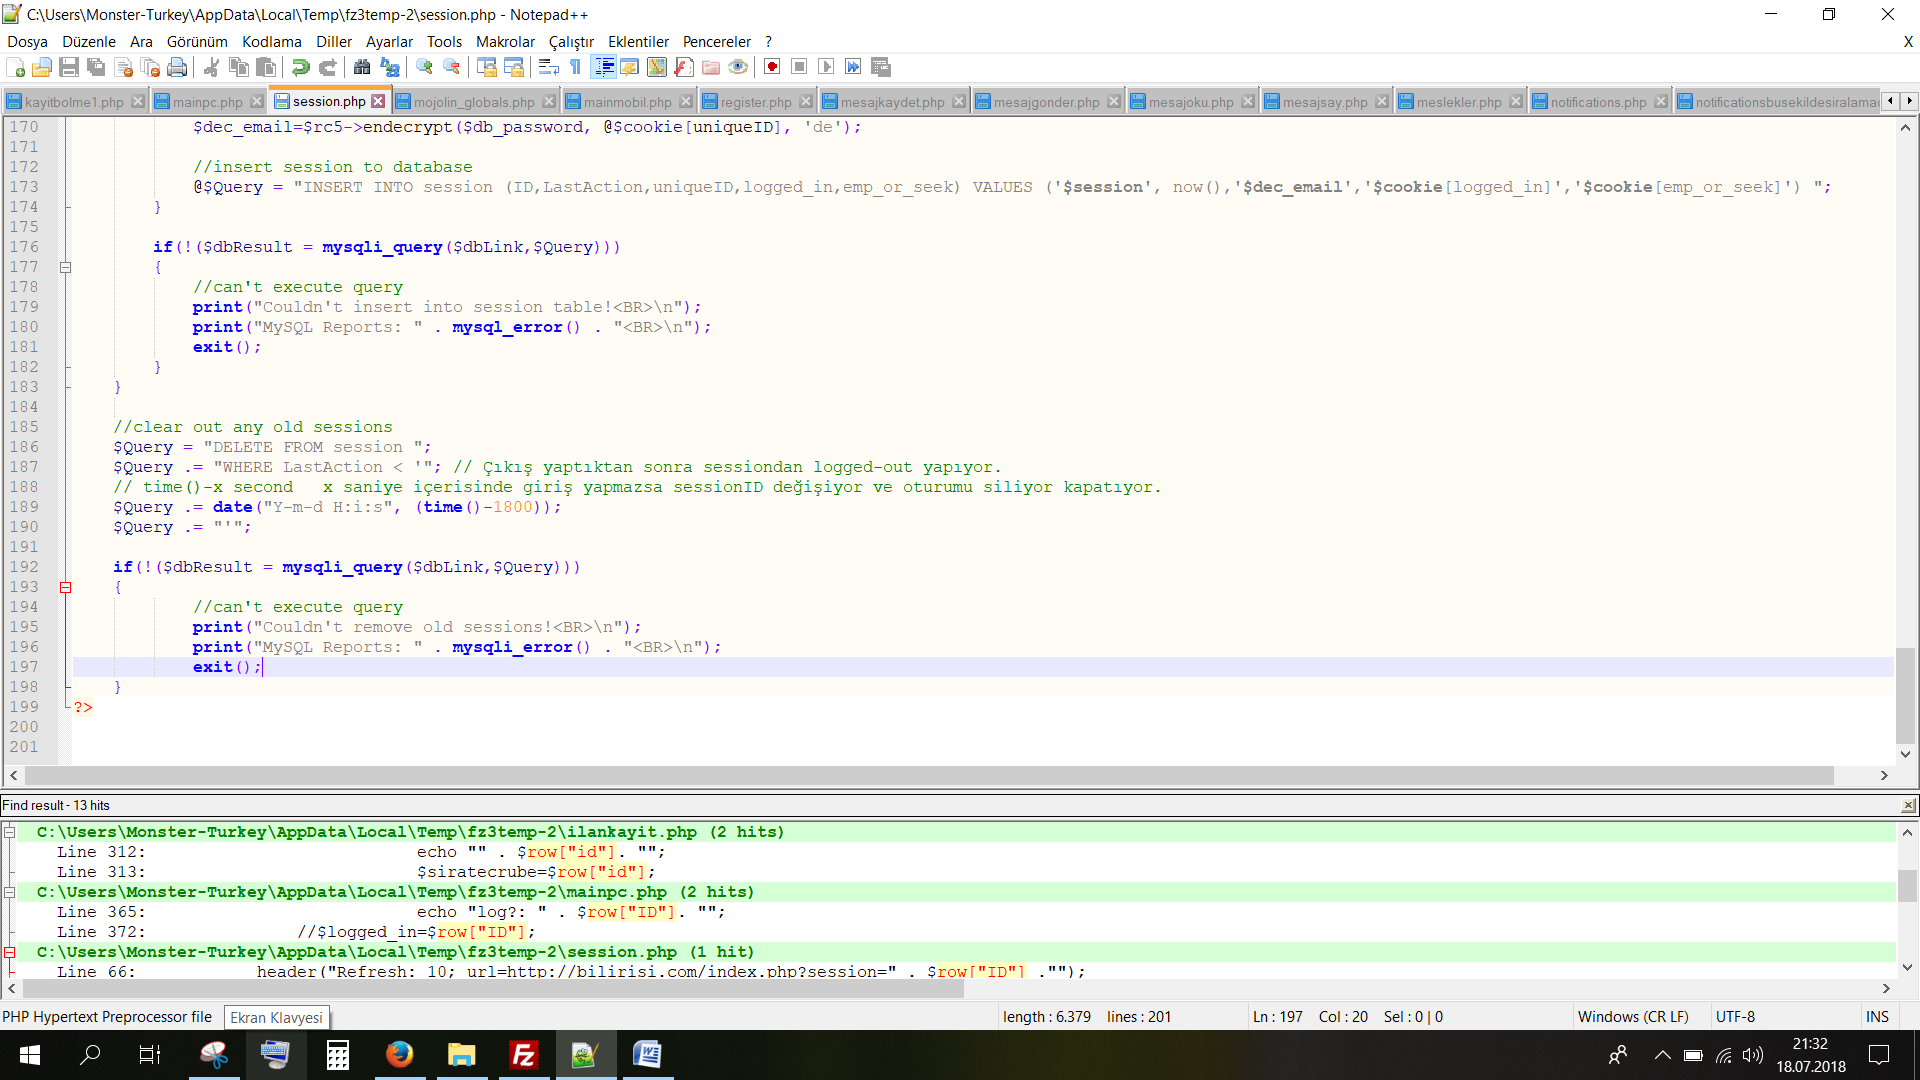 C:\Users\Monster-Turkey\AppData\Local\Temp\fz3temp-2\session.php - Notepad++
Dosya Düzenle Ara Görünüm Kodlama Diller Ayarlar Tools Makrolar Çalıştır Eklentiler Pencereler ? X
kayitbolme1.php mainpc.php session.php mojolin_globals.php mainmobil.php register.php mesajkaydet.php mesajgonder.php mesajoku.php mesajsay.php meslekler.php notifications.php notificationsbusekildesiralama
170 $dec_email=$rc5->endecrypt($db_password, @$cookie[uniqueID], 'de');
171
172 //insert session to database
173 @$Query = "INSERT INTO session (ID,LastAction,uniqueID,logged_in,emp_or_seek) VALUES ('$session', now(),'$dec_email','$cookie[logged_in]','$cookie[emp_or_seek]') ";
174 }
175
176 if(!($dbResult = mysqli_query($dbLink,$Query)))
177 {
178 //can't execute query
179 print("Couldn't insert into session table!<BR>\n");
180 print("MySQL Reports: " . mysql_error() . "<BR>\n");
181 exit();
182 }
183 }
184
185 //clear out any old sessions
186 $Query = "DELETE FROM session ";
187 $Query .= "WHERE LastAction < '"; // Çıkış yaptıktan sonra sessiondan logged-out yapıyor.
188 // time()-x second   x saniye içerisinde giriş yapmazsa sessionID değişiyor ve oturumu siliyor kapatıyor.
189 $Query .= date("Y-m-d H:i:s", (time()-1800));
190 $Query .= "'";
191
192 if(!($dbResult = mysqli_query($dbLink,$Query)))
193 {
194 //can't execute query
195 print("Couldn't remove old sessions!<BR>\n");
196 print("MySQL Reports: " . mysqli_error() . "<BR>\n");
197 exit();
198 }
199 ?>
200
201
Find result - 13 hits
C:\Users\Monster-Turkey\AppData\Local\Temp\fz3temp-2\ilankayit.php (2 hits)
Line 312: echo "" . $row["id"]. "";
Line 313: $siratecrube=$row["id"];
C:\Users\Monster-Turkey\AppData\Local\Temp\fz3temp-2\mainpc.php (2 hits)
Line 365: echo "log?: " . $row["ID"]. "";
Line 372: //$logged_in=$row["ID"];
C:\Users\Monster-Turkey\AppData\Local\Temp\fz3temp-2\session.php (1 hit)
Line 66: header("Refresh: 10; url=http://bilirisi.com/index.php?session=" . $row["ID"] ."");
PHP Hypertext Preprocessor file Ekran Klavyesi length : 6.379 lines : 201 Ln : 197 Col : 20 Sel : 0 | 0 Windows (CR LF) UTF-8 INS
21:32
18.07.2018